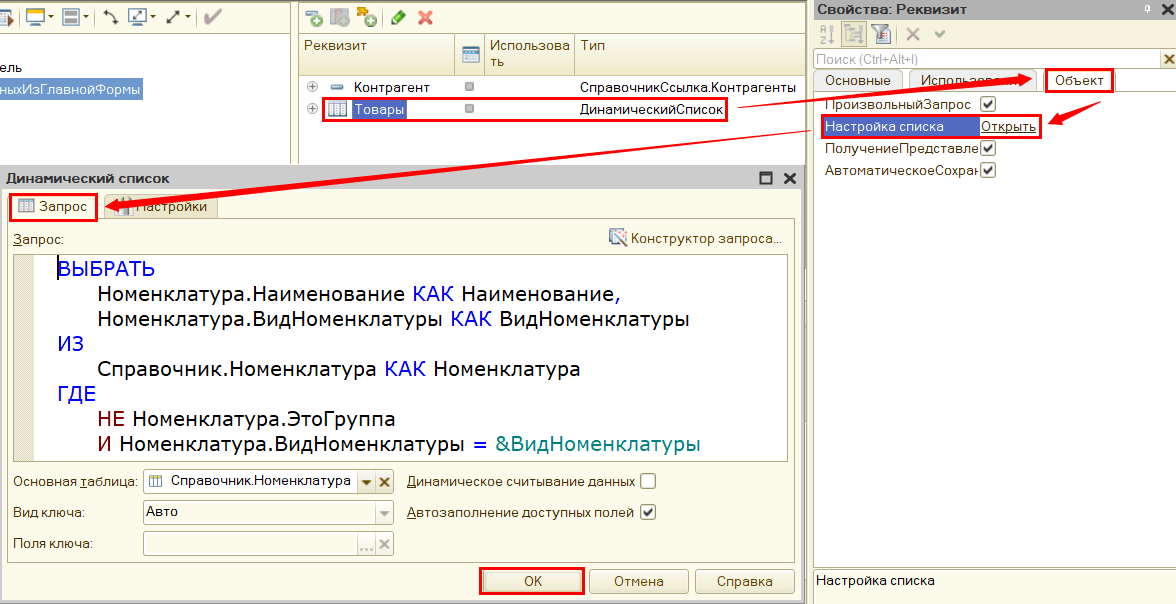 ель
ныхИзГлавнойФормы
Реквизит
Использова
ть
Тип
Контрагент
СправочникСсылка.Контрагенты
Товары
ДинамическийСписок
Свойства: Реквизит
Поиск (Ctrl+Alt+I)
Основные
Объект
ПроизвольныйЗапрос
Настройка списка
Открыть
ПолучениеПредставле
АвтоматическоеСохран
Динамический список
Запрос
Настройки
Запрос:
Конструктор запроса...
ВЫБРАТЬ
Номенклатура.Наименование КАК Наименование,
Номенклатура.ВидНоменклатуры КАК ВидНоменклатуры
ИЗ
Справочник.Номенклатура КАК Номенклатура
ГДЕ
НЕ Номенклатура.ЭтоГруппа
И Номенклатура.ВидНоменклатуры = &ВидНоменклатуры
Основная таблица:
Справочник.Номенклатура
Динамическое считывание данных
Вид ключа:
Авто
Автозаполнение доступных полей
Поля ключа:
...
ОК
Отмена
Справка
Настройка списка